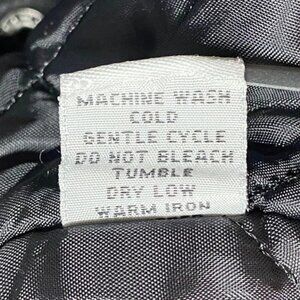 MACHINE WASH
COLD
GENTLE CYCLE
DO NOT BLEACH
TUMBLE
DRY LOW
WARM IRON